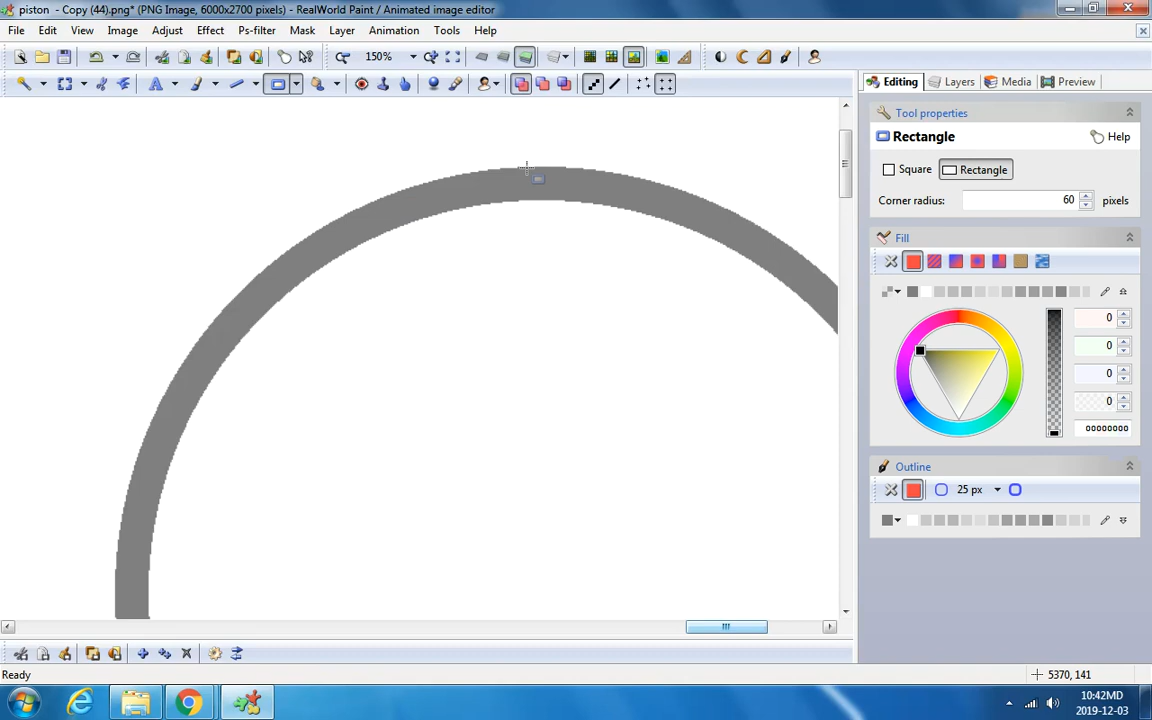 piston  - Copy (44).png* (PNG Image, 6000x2700 pixels) - RealWorld Paint / Animated image editor
File Edit View Image Adjust Effect Ps-filter Mask Layer Animation Tools Help
150%
Editing Layers Media Preview
Tool properties
Rectangle Help
Square Rectangle
Corner radius: 60 pixels
Fill
0
0
0
0
00000000
Outline
25 px
Ready
5370, 141
10:42MD
2019-12-03